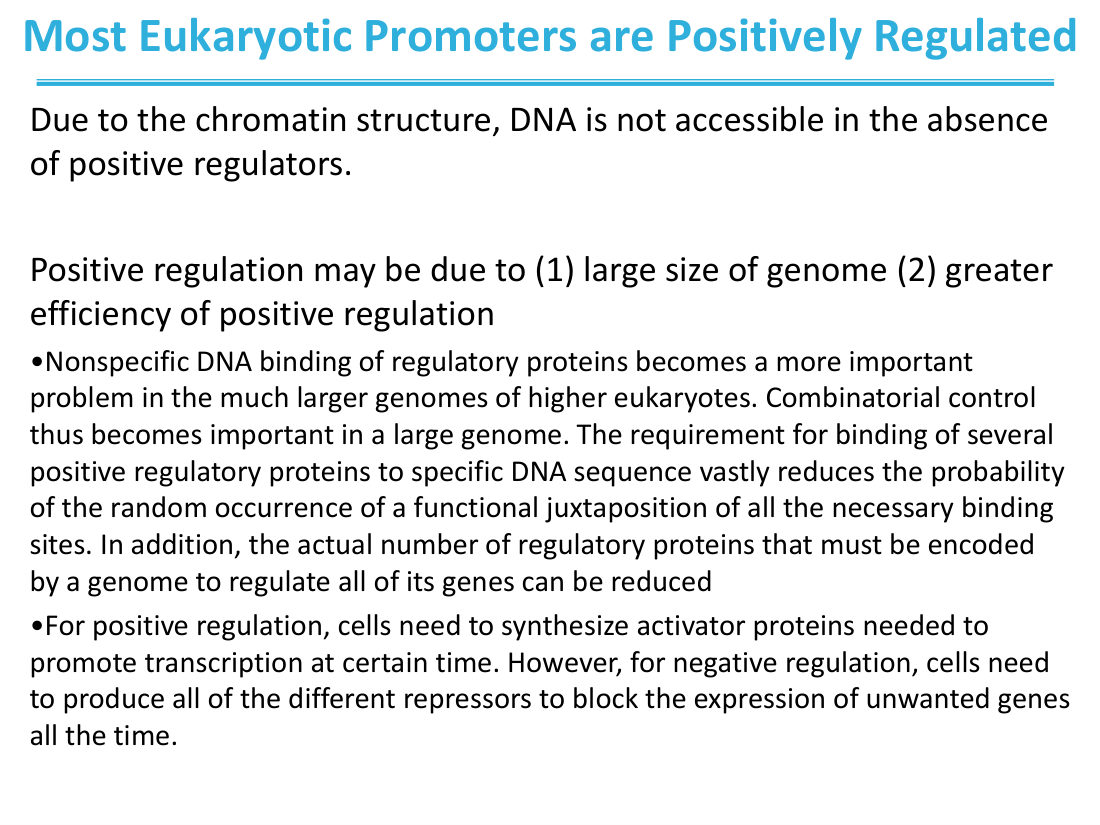 Most Eukaryotic Promoters are Positively Regulated
Due to the chromatin structure, DNA is not accessible in the absence
of positive regulators.
Positive regulation may be due to (1) large size of genome (2) greater
efficiency of positive regulation
•Nonspecific DNA binding of regulatory proteins becomes a more important
problem in the much larger genomes of higher eukaryotes. Combinatorial control
thus becomes important in a large genome. The requirement for binding of several
positive regulatory proteins to specific DNA sequence vastly reduces the probability
of the random occurrence of a functional juxtaposition of all the necessary binding
sites. In addition, the actual number of regulatory proteins that must be encoded
by a genome to regulate all of its genes can be reduced
•For positive regulation, cells need to synthesize activator proteins needed to
promote transcription at certain time. However, for negative regulation, cells need
to produce all of the different repressors to block the expression of unwanted genes
all the time.